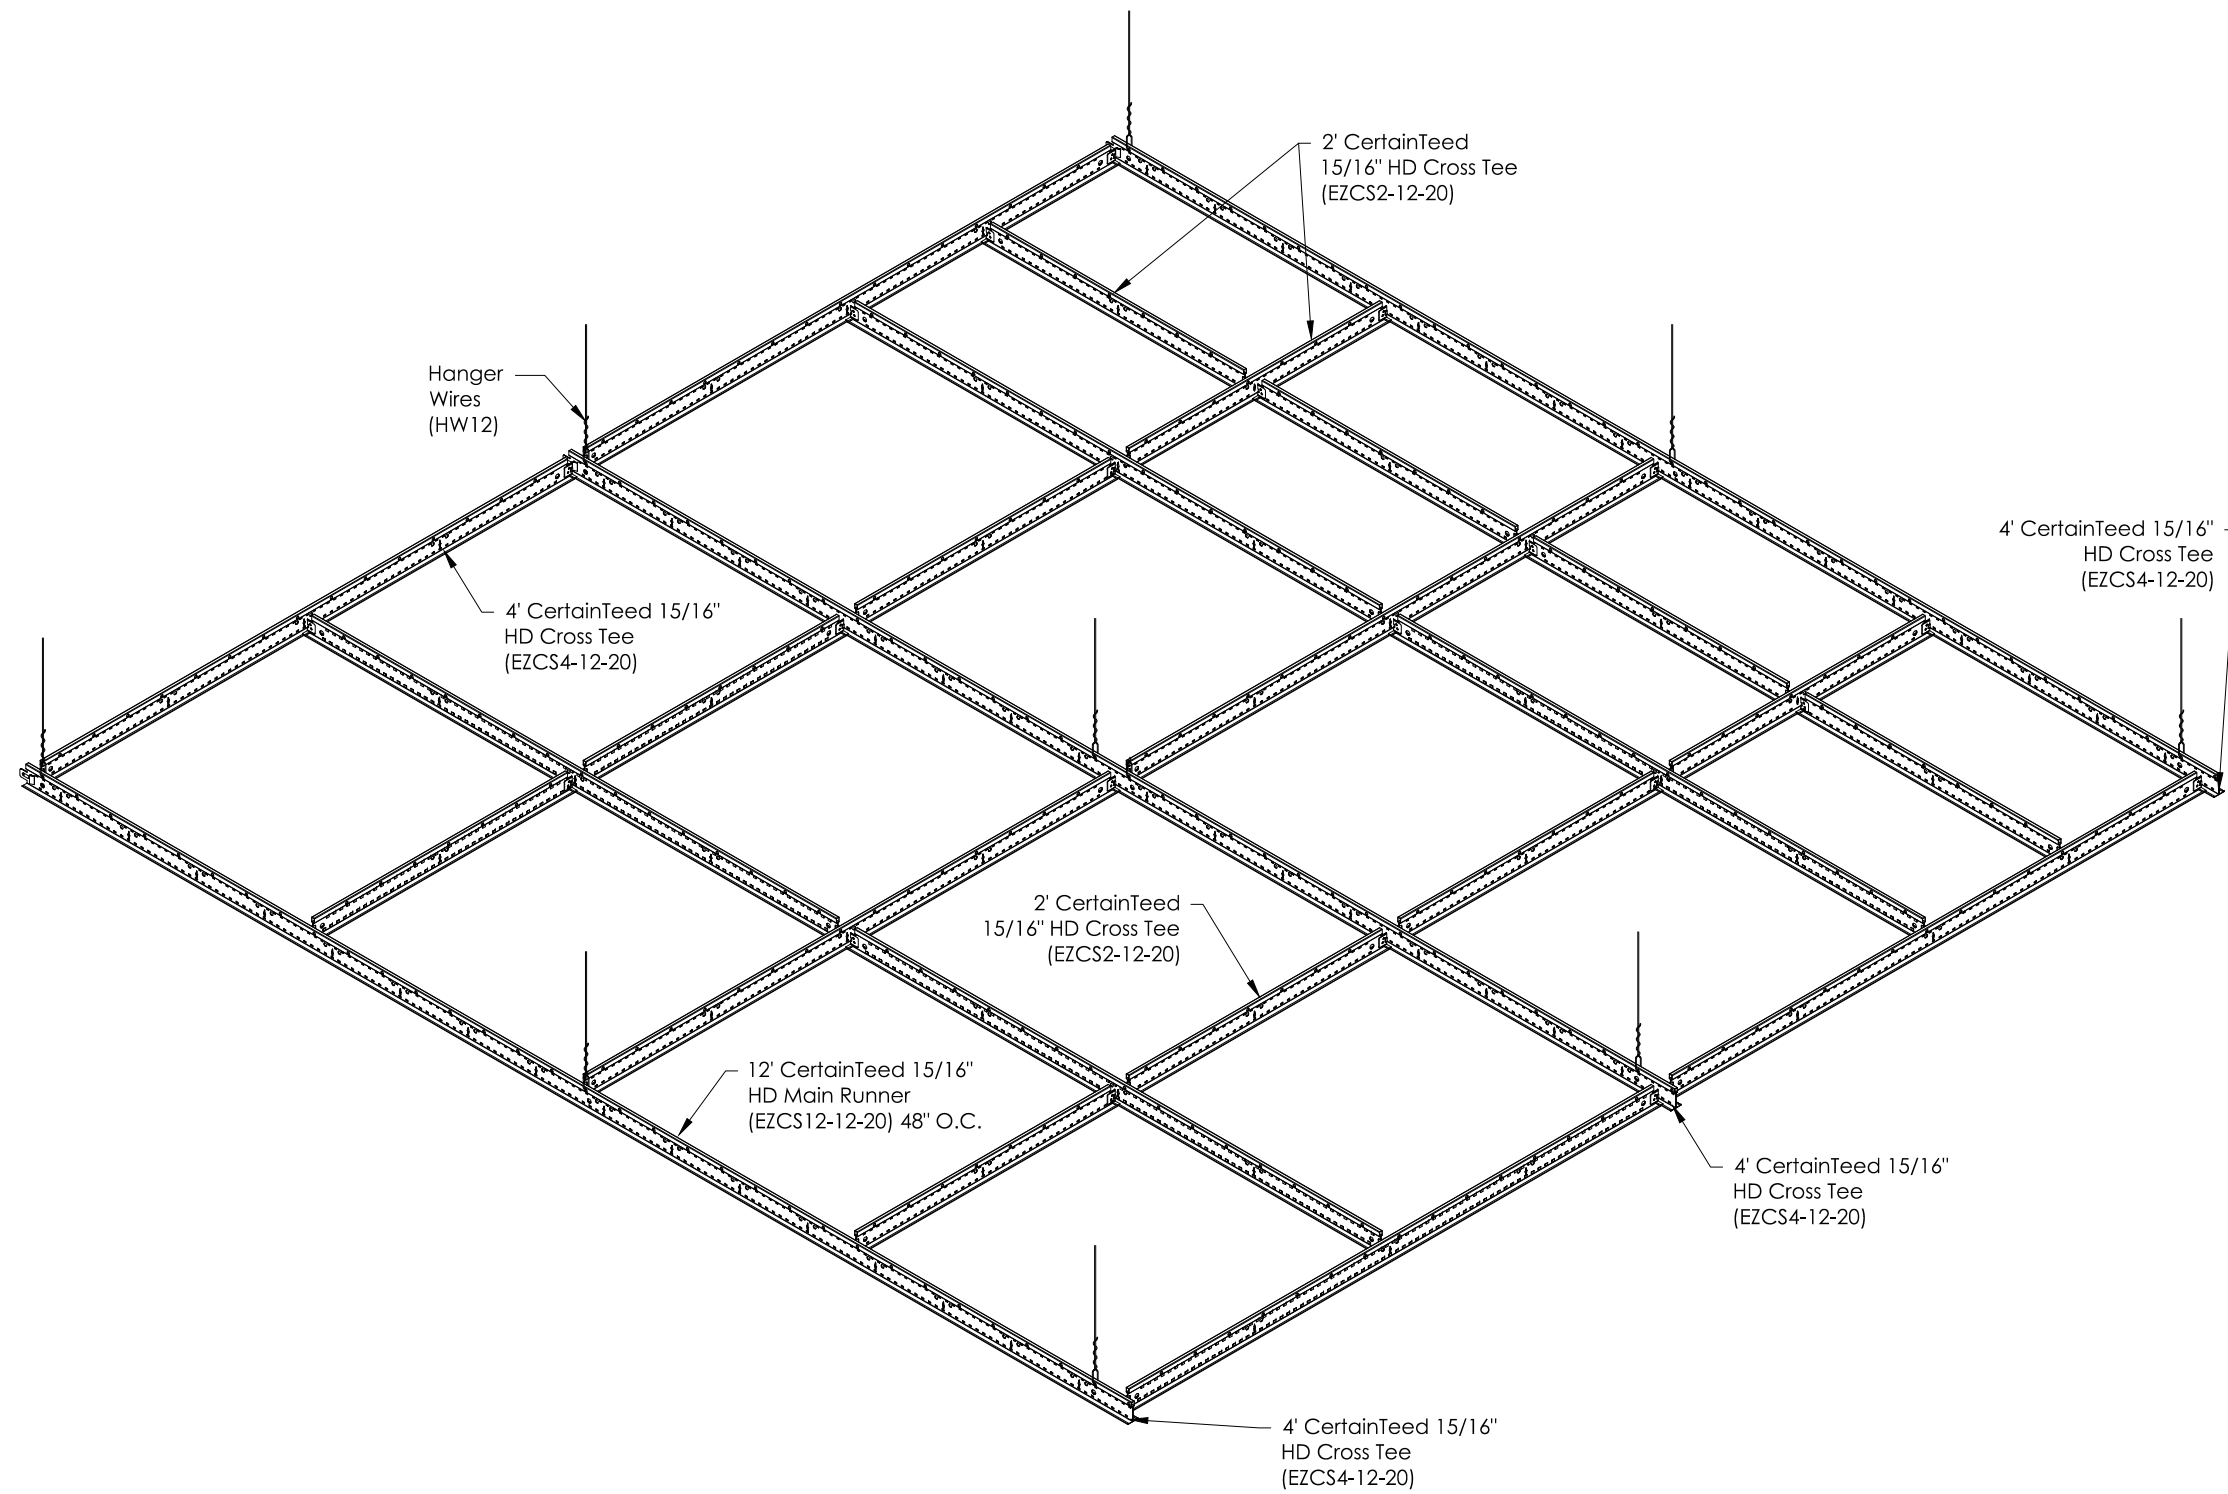 2' CertainTeed
15/16" HD Cross Tee
(EZCS2-12-20)
Hanger
Wires
(HW12)
4' CertainTeed 15/16"
HD Cross Tee
(EZCS4-12-20)
4' CertainTeed 15/16"
HD Cross Tee
(EZCS4-12-20)
2' CertainTeed
15/16" HD Cross Tee
(EZCS2-12-20)
12' CertainTeed 15/16"
HD Main Runner
(EZCS12-12-20) 48" O.C.
4' CertainTeed 15/16"
HD Cross Tee
(EZCS4-12-20)
4' CertainTeed 15/16"
HD Cross Tee
(EZCS4-12-20)